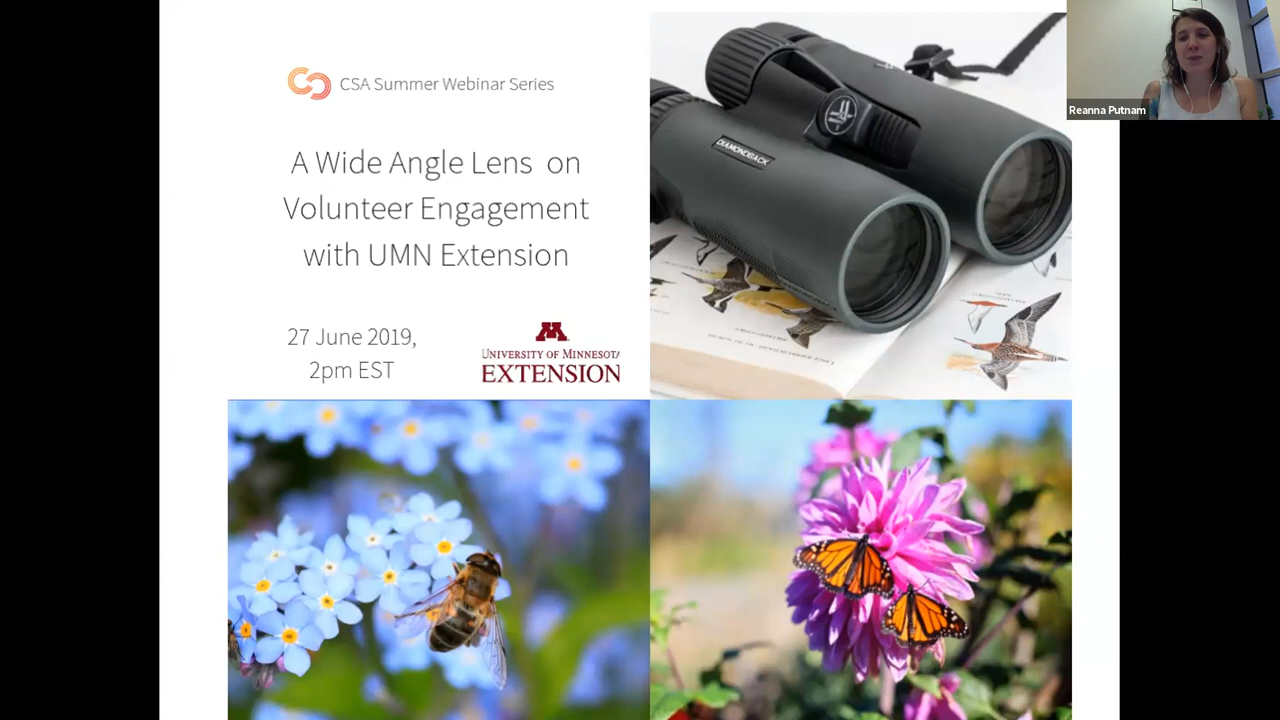 CSA Summer Webinar Series
A Wide Angle Lens on
Volunteer Engagement
with UMN Extension
27 June 2019,
2pm EST
UNIVERSITY OF MINNESOTA
EXTENSION
DIAMONDBACK
Reanna Putnam